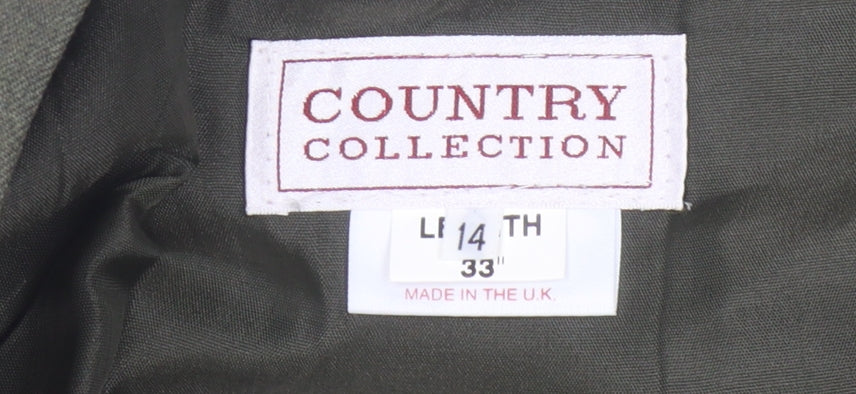 COUNTRY
COLLECTION
14
33"
MADE IN THE U.K.